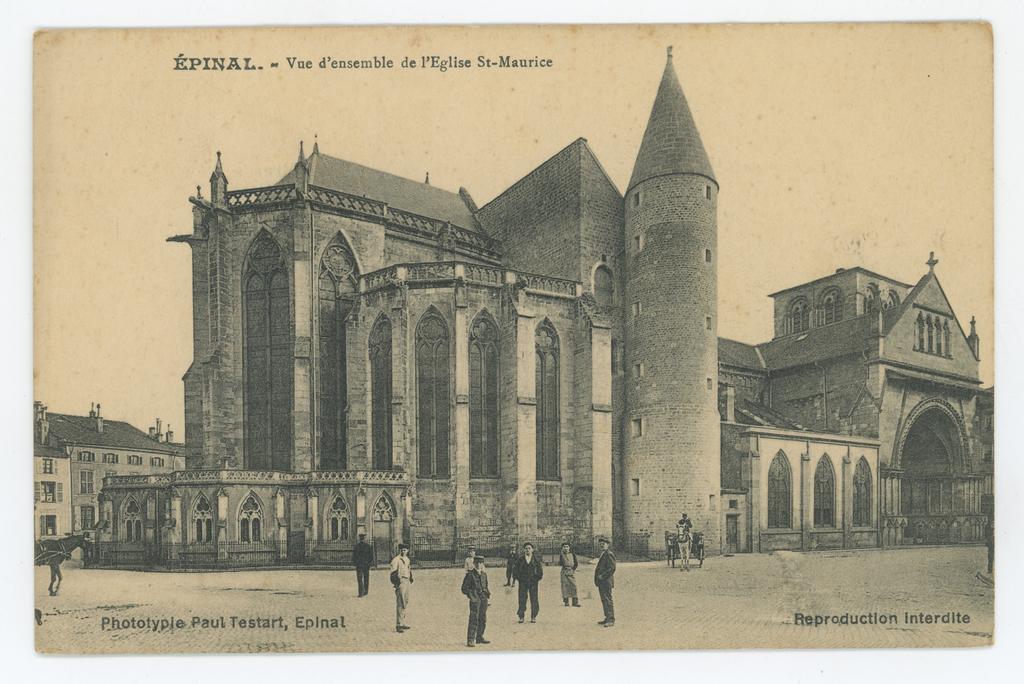 ÉPINAL. - Vue d'ensemble de l'Eglise St-Maurice
Phototypie Paul Testart, Epinal
Reproduction interdite